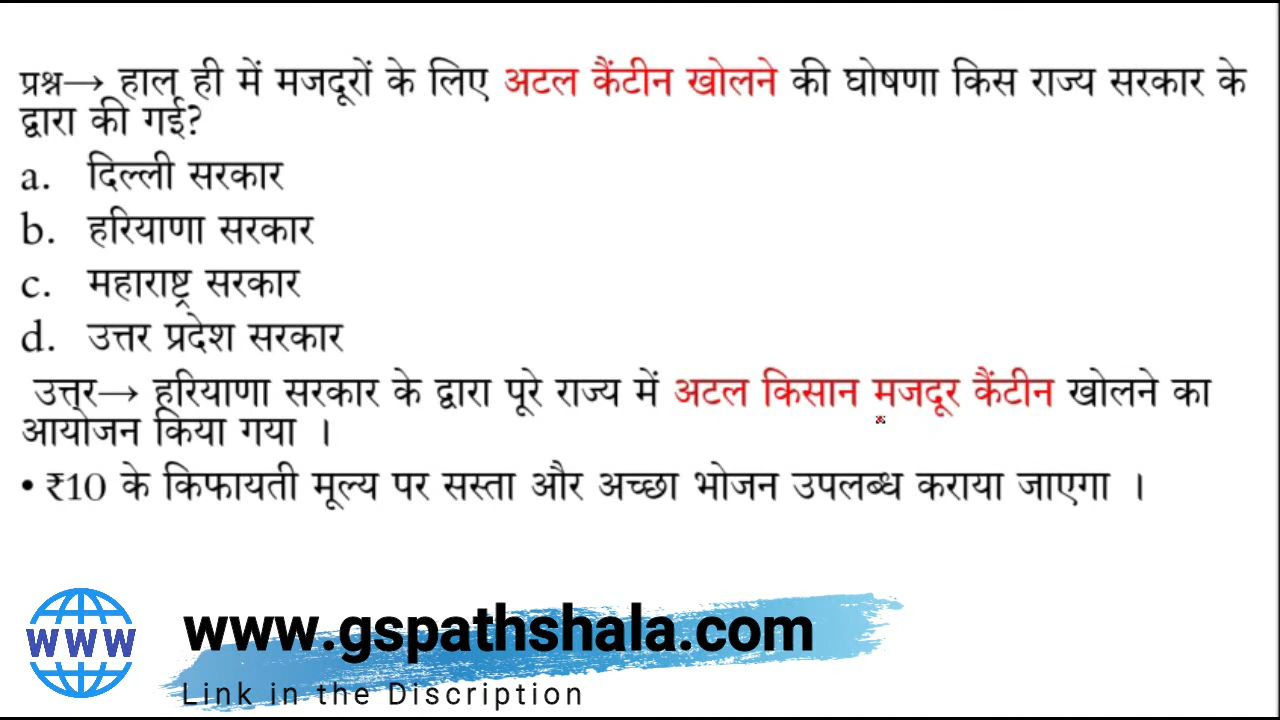 प्रश्न→ हाल ही में मजदूरों के लिए अटल कैंटीन खोलने की घोषणा किस राज्य सरकार के
द्वारा की गई?
a. दिल्ली सरकार
b. हरियाणा सरकार
c. महाराष्ट्र सरकार
d. उत्तर प्रदेश सरकार
उत्तर→ हरियाणा सरकार के द्वारा पूरे राज्य में अटल किसान मजदूर कैंटीन खोलने का
आयोजन किया गया ।
• ₹10 के किफायती मूल्य पर सस्ता और अच्छा भोजन उपलब्ध कराया जाएगा ।
WWW
www.gspathshala.com
Link in the Discription